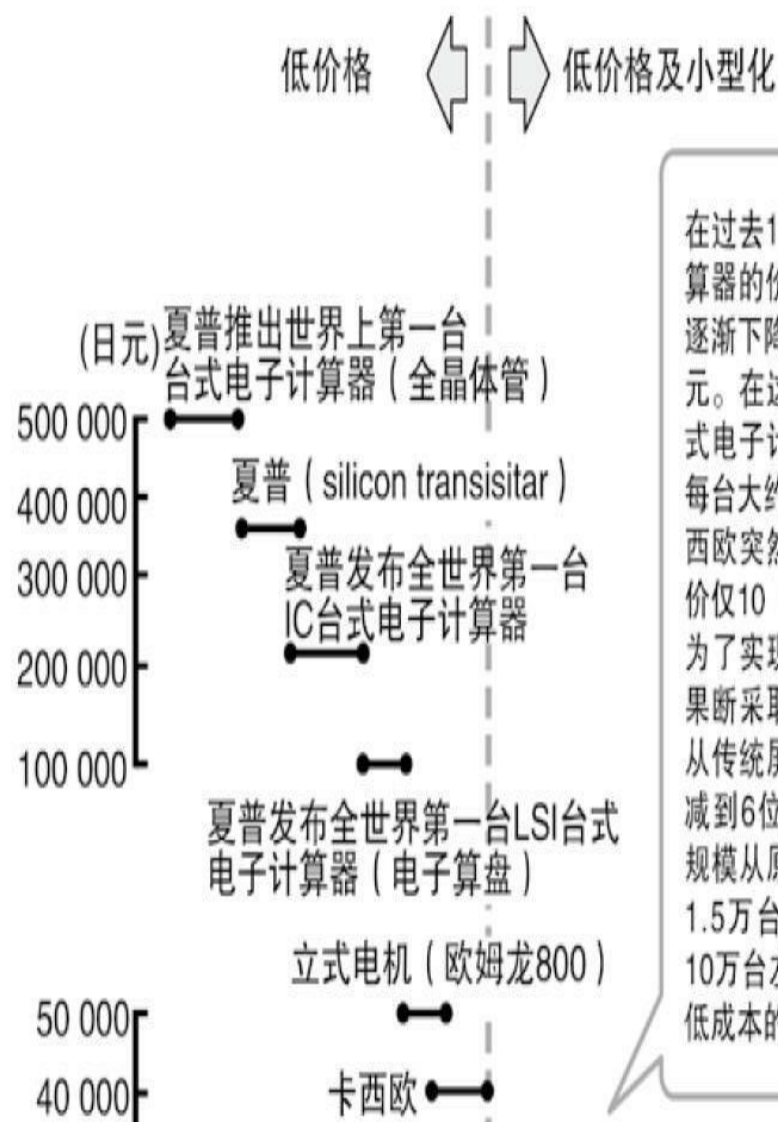 低价格
低价格及小型化
(日元)
夏普推出世界上第一台
台式电子计算器（全晶体管）
500 000
400 000
夏普（silicon transisitar）
300 000
夏普发布全世界第一台
IC台式电子计算器
200 000
100 000
夏普发布全世界第一台LSI台式
电子计算器（电子算盘）
立式电机（欧姆龙800）
50 000
卡西欧
40 000
在过去1
算器的
逐渐下降
元。在
式电子计
每台大约
西欧突然
价仅10
为了实现
果断采取
从传统
减到6位
规模从原
1.5万台
10万台
低成本的